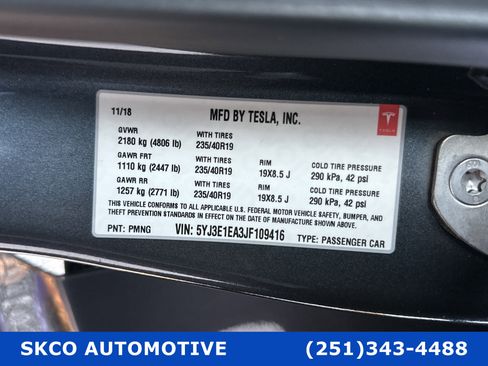 11/18 MFD BY TESLA, INC.
TESLA
GVWR WITH TIRES
2180 kg (4806 lb) 235/40R19
GAWR FRT WITH TIRES RIM COLD TIRE PRESSURE
1110 kg (2447 lb) 235/40R19 19X8.5 J 290 kPa, 42 psi
GAWR RR WITH TIRES RIM COLD TIRE PRESSURE
1257 kg (2771 lb) 235/40R19 19X8.5 J 290 kPa, 42 psi
THIS VEHICLE CONFORMS TO ALL APPLICABLE U.S. FEDERAL MOTOR VEHICLE SAFETY, BUMPER, AND
THEFT PREVENTION STANDARDS IN EFFECT ON THE DATE OF MANUFACTURE SHOWN ABOVE.
PNT: PMNG VIN: 5YJ3E1EA3JF109416 TYPE: PASSENGER CAR
SKCO AUTOMOTIVE (251)343-4488